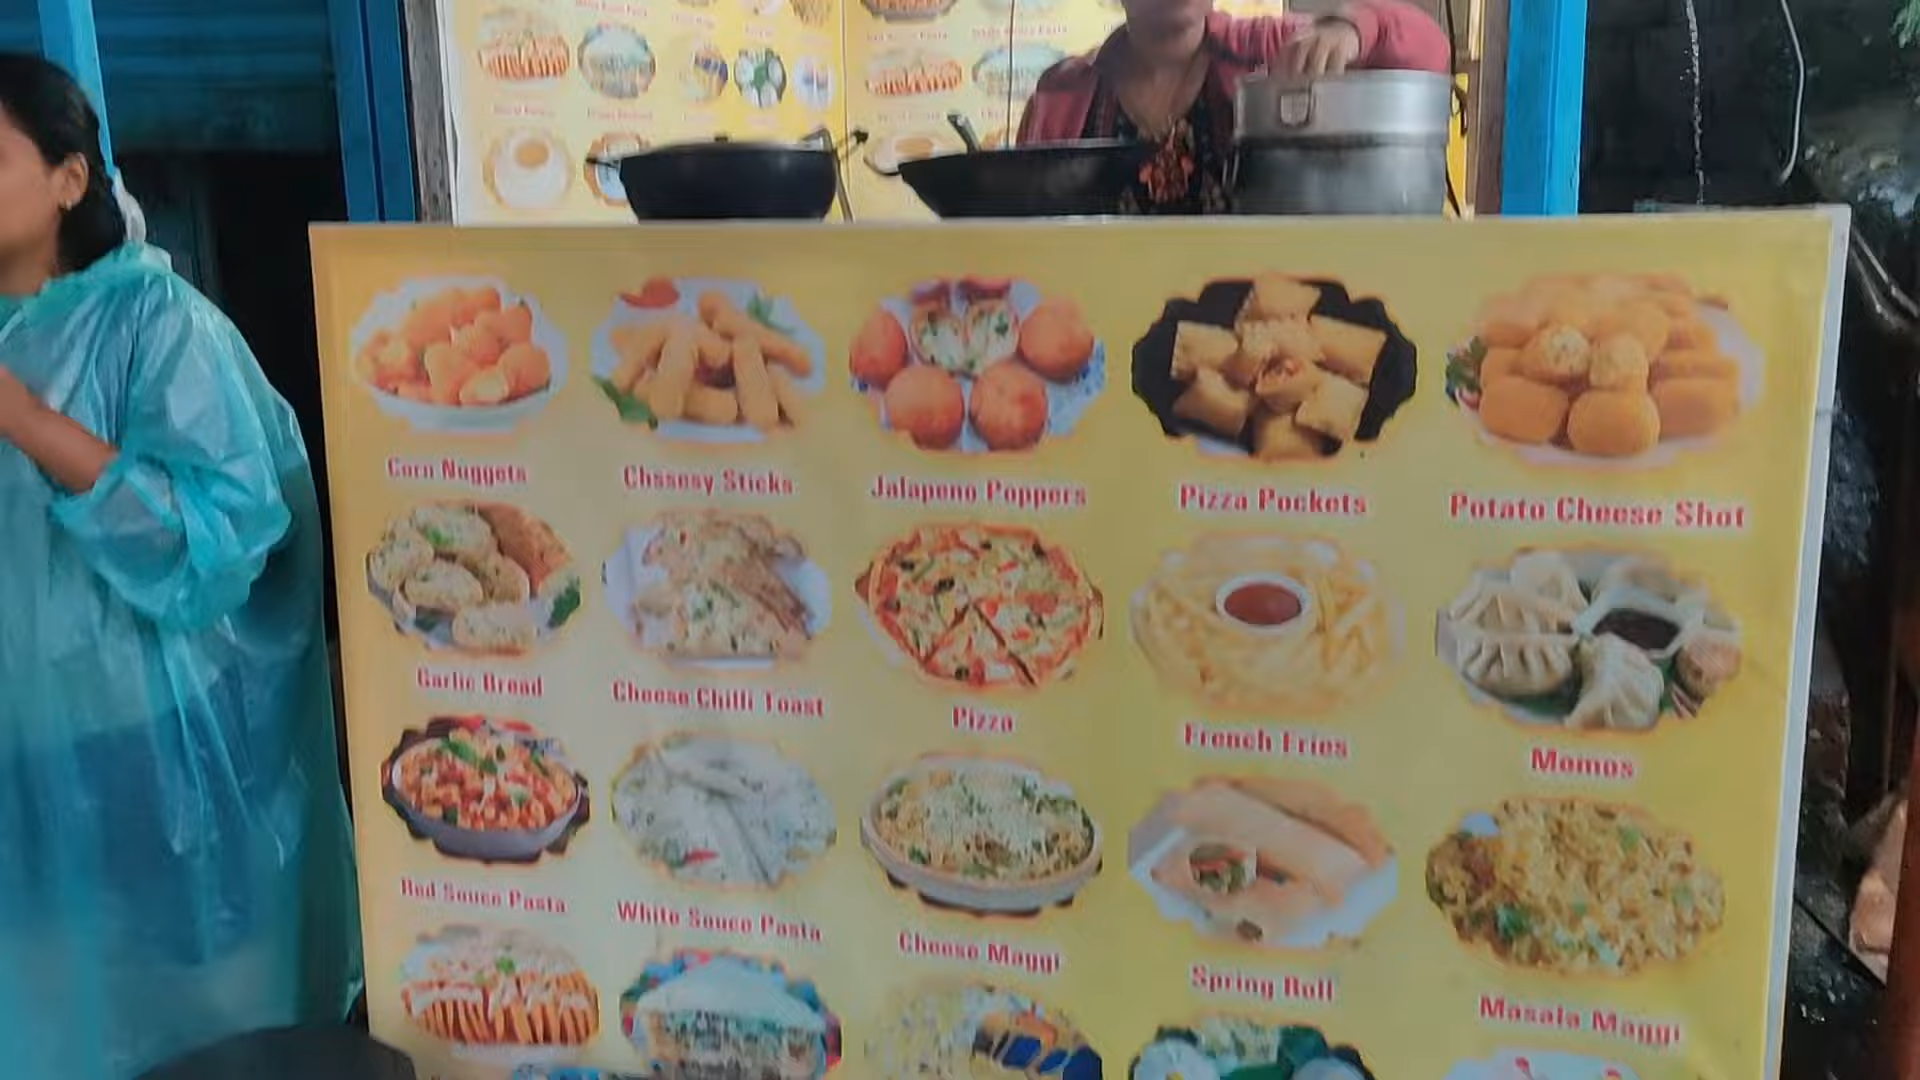 Corn Nuggets
Chssesy Sticks
Jalapeno Poppers
Pizza Pockets
Potato Cheese Shot
Garlic Bread
Cheese Chilli Toast
Pizza
French Fries
Momos
Red Souce Pasta
White Souce Pasta
Cheese Maggi
Spring Roll
Masala Maggi